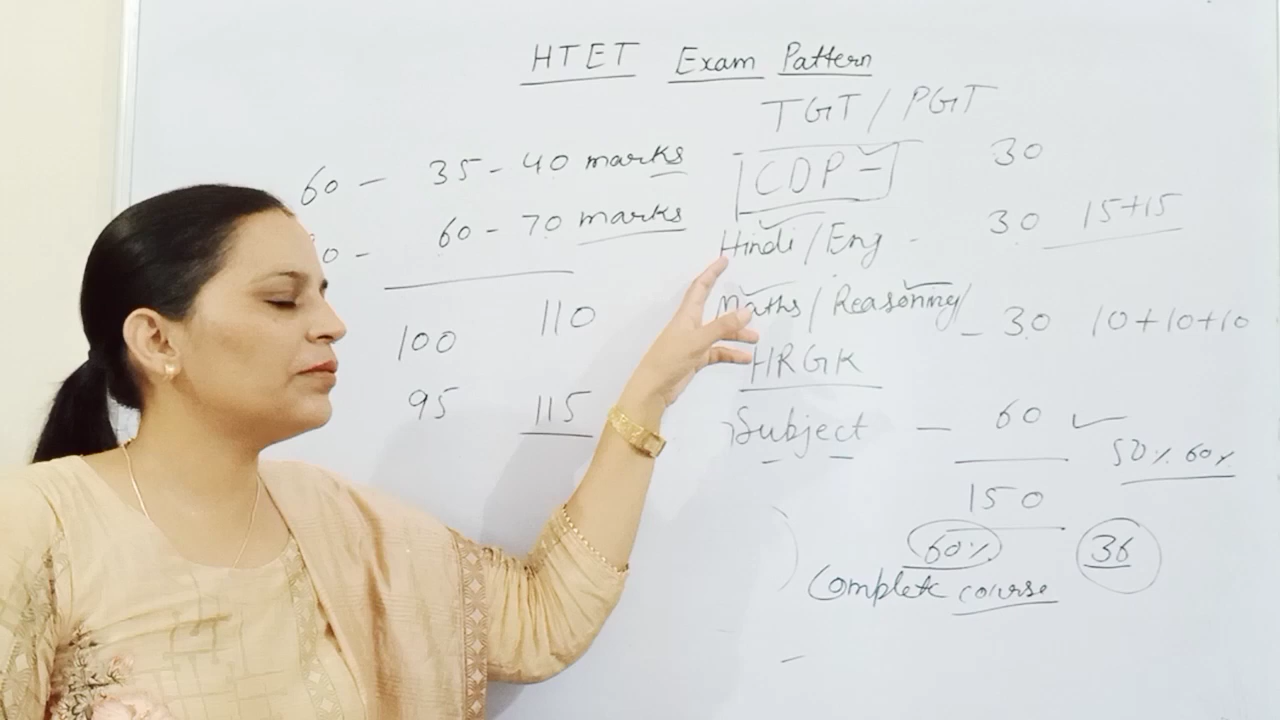 HTET Exam Pattern
TGT / PGT
60 - 35 - 40 marks
0 - 60 - 70 marks
100 110
95 115
CDP - 30
Hindi / Eng - 30 15+15
Maths / Reasoning /
HRGK - 30 10+10+10
Subject - 60 ✓
50% 60%
150
60% 36
Complete course